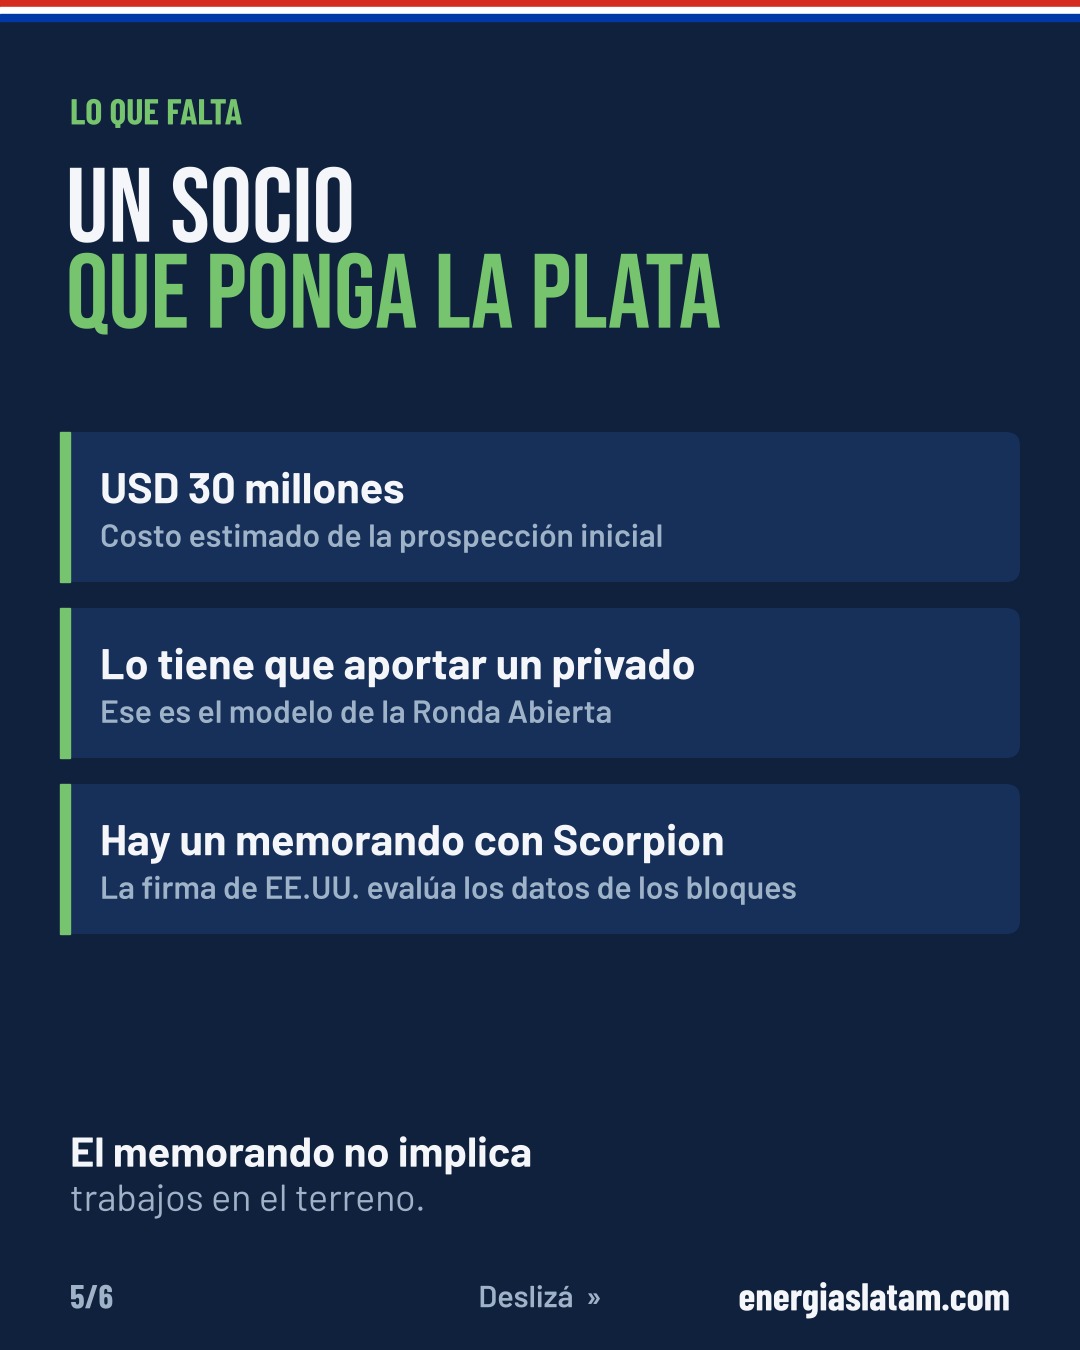 LO QUE FALTA
UN SOCIO
QUE PONGA LA PLATA
USD 30 millones
Costo estimado de la prospección inicial
Lo tiene que aportar un privado
Ese es el modelo de la Ronda Abierta
Hay un memorando con Scorpion
La firma de EE.UU. evalúa los datos de los bloques
El memorando no implica
trabajos en el terreno.
5/6
Deslizá »
energiaslatam.com